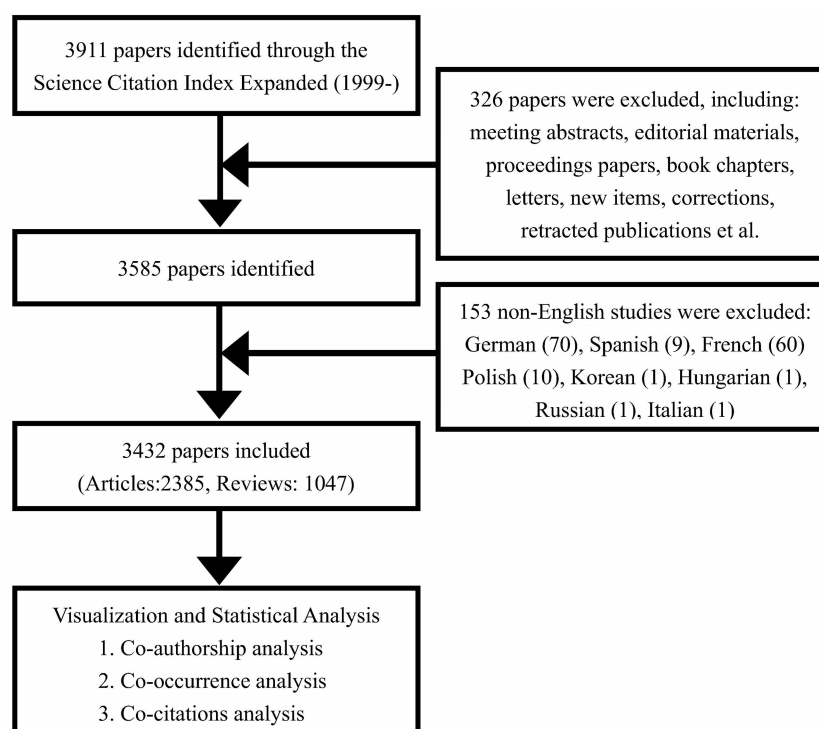 3911 papers identified through the
Science Citation Index Expanded (1999-)
326 papers were excluded, including:
meeting abstracts, editorial materials,
proceedings papers, book chapters,
letters, new items, corrections,
retracted publications et al.
3585 papers identified
153 non-English studies were excluded:
German (70), Spanish (9), French (60)
Polish (10), Korean (1), Hungarian (1),
Russian (1), Italian (1)
3432 papers included
(Articles:2385, Reviews: 1047)
Visualization and Statistical Analysis
1. Co-authorship analysis
2. Co-occurrence analysis
3. Co-citations analysis